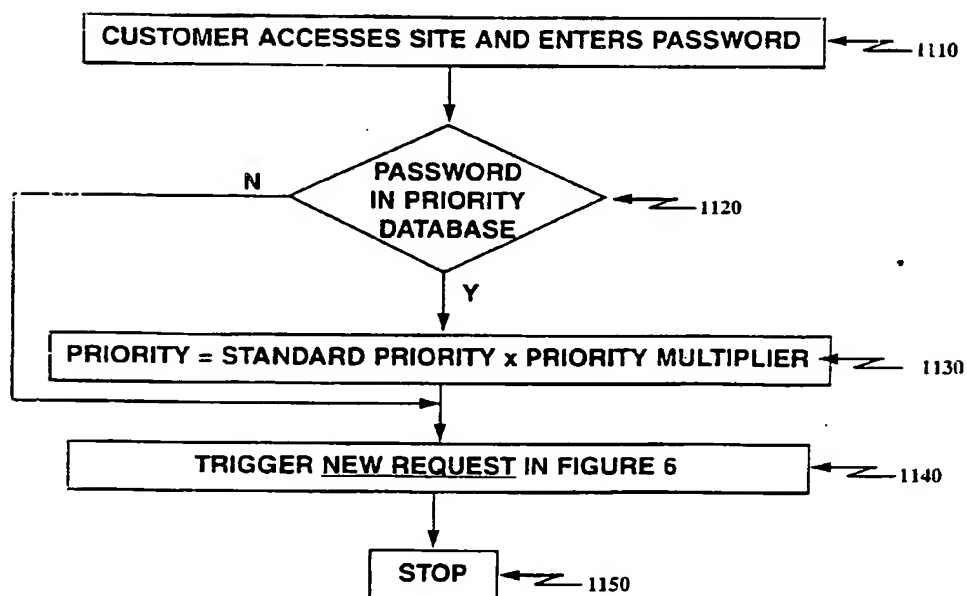 CUSTOMER ACCESSES SITE AND ENTERS PASSWORD
1110
PASSWORD
IN PRIORITY
DATABASE
N
1120
Y
PRIORITY = STANDARD PRIORITY x PRIORITY MULTIPLIER
1130
TRIGGER NEW REQUEST IN FIGURE 6
1140
STOP
1150